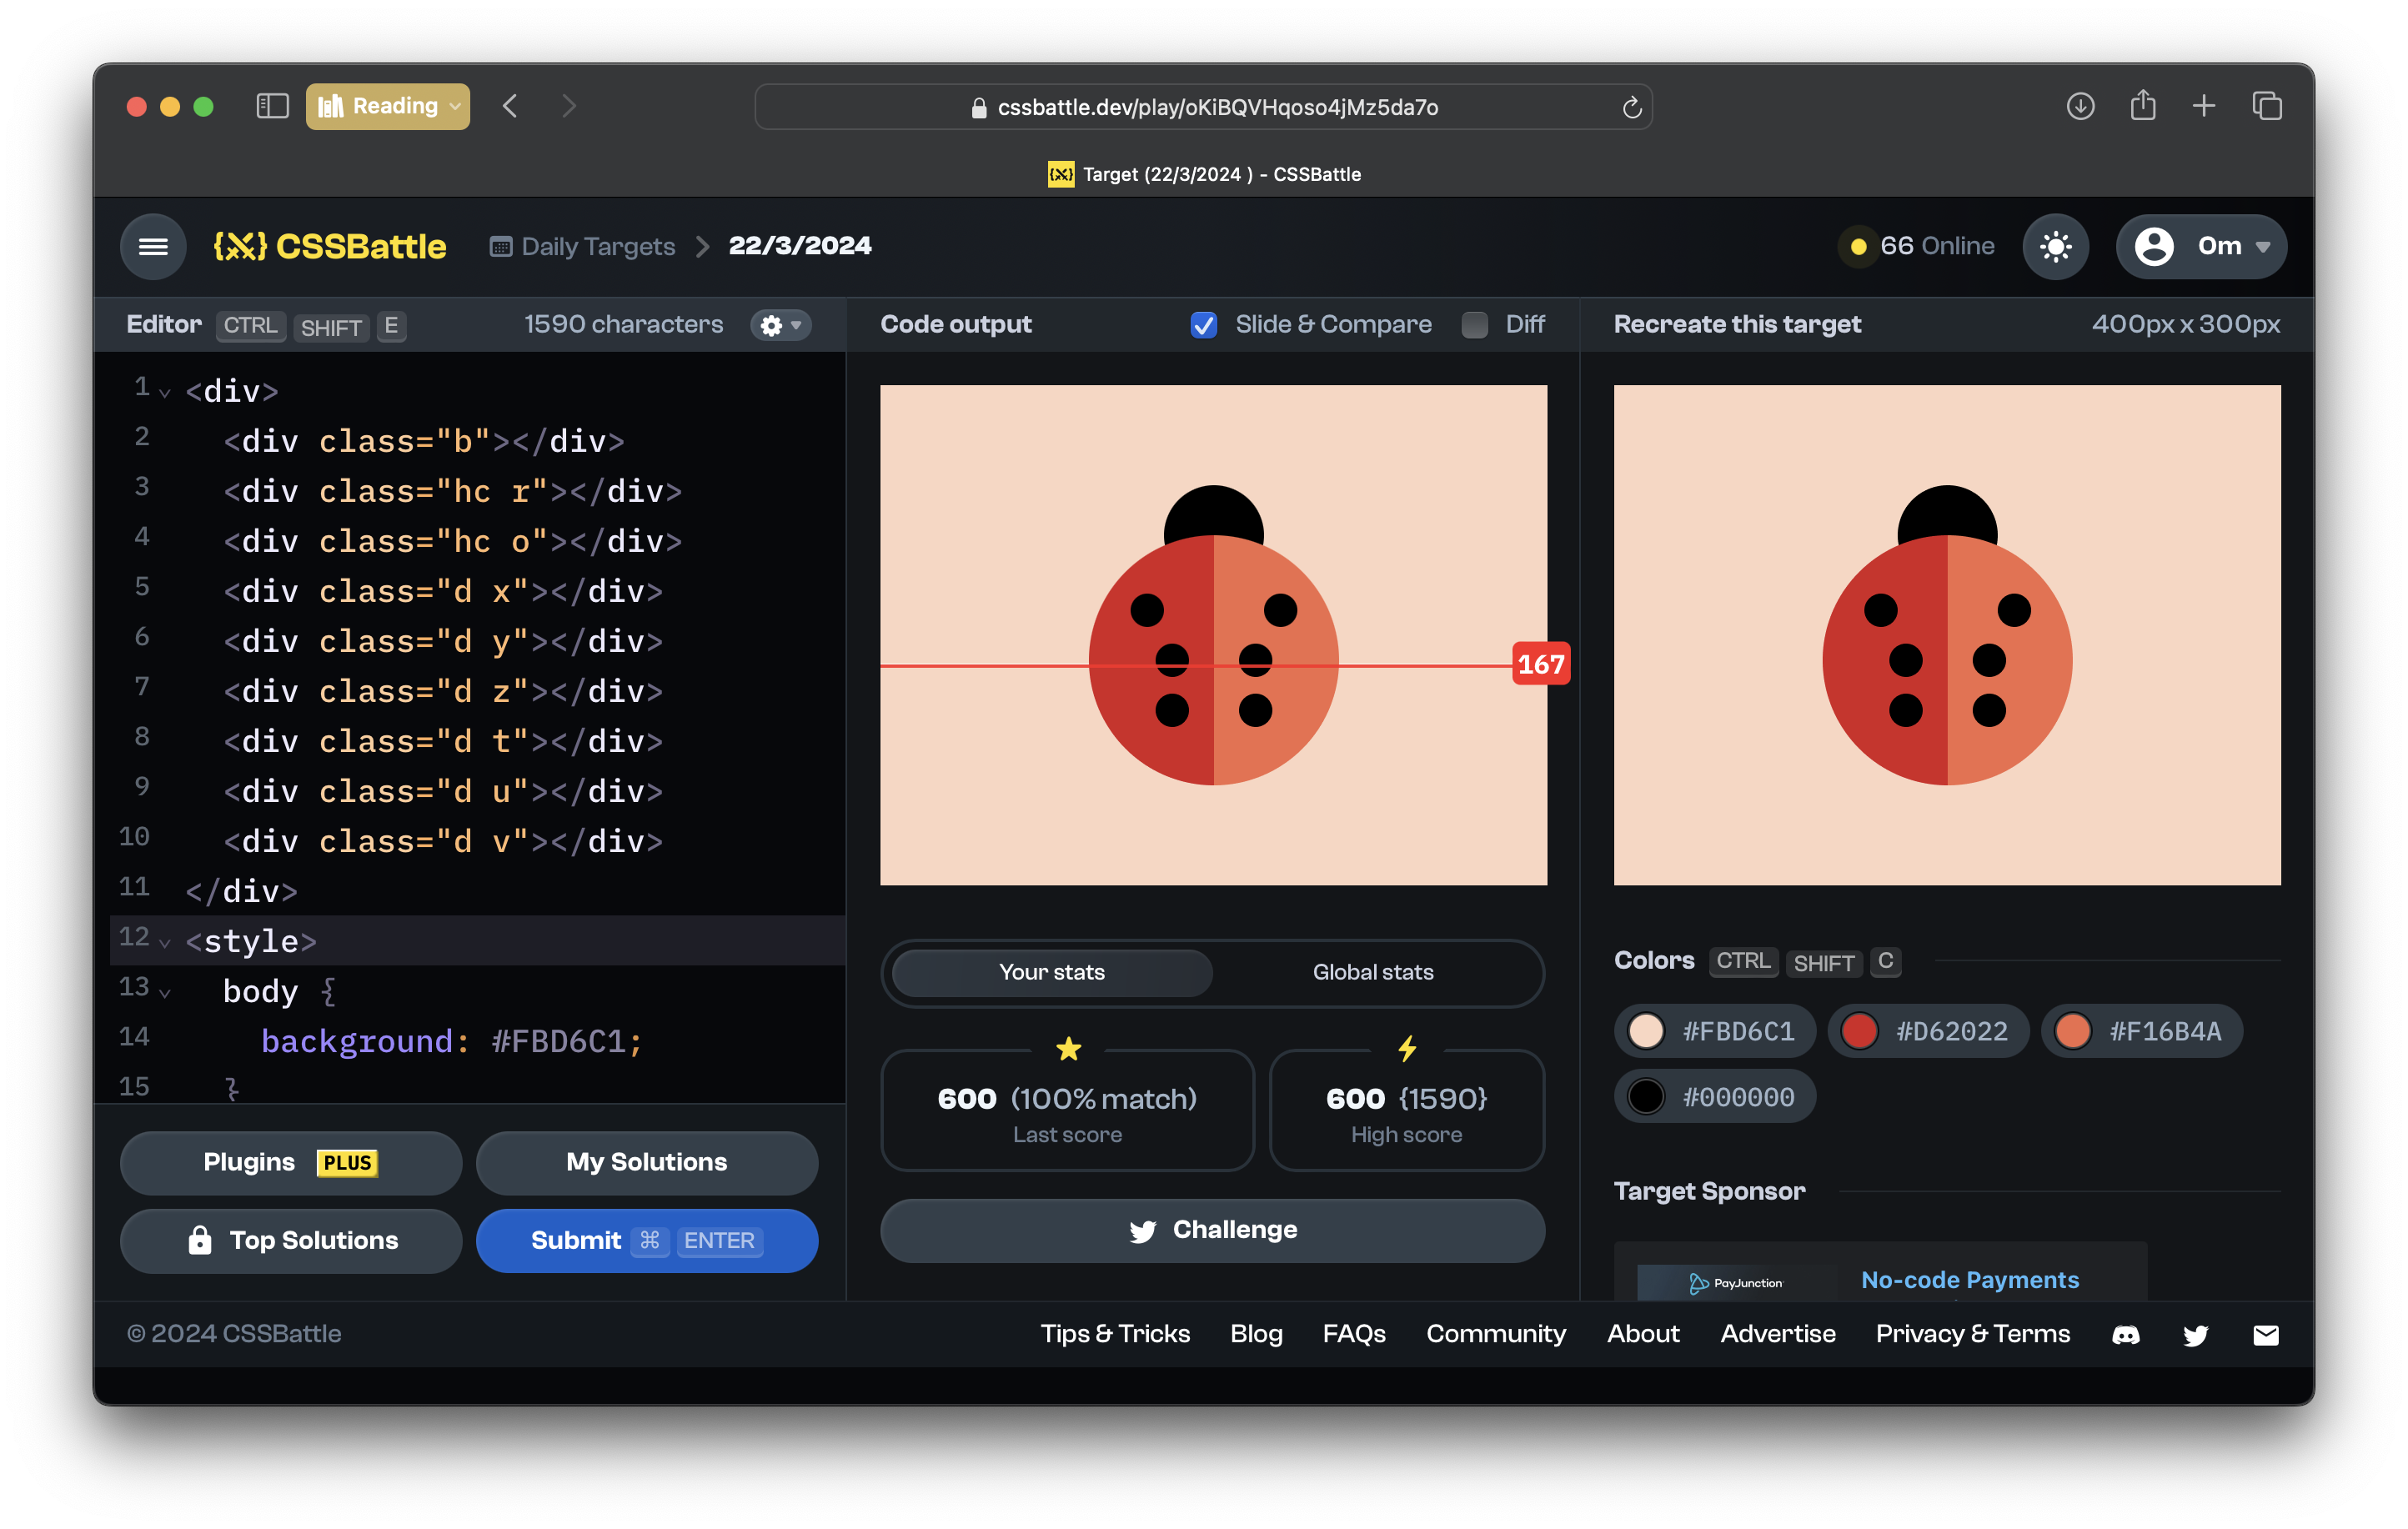 Reading
cssbattle.dev/play/oKiBQVHqoso4jMz5da7o
Target (22/3/2024 ) - CSSBattle
CSSBattle
Daily Targets
22/3/2024
66 Online
0m
Editor CTRL SHIFT E
1590 characters
1 <div>
2 <div class="b"></div>
3 <div class="hc r"></div>
4 <div class="hc o"></div>
5 <div class="d x"></div>
6 <div class="d y"></div>
7 <div class="d z"></div>
8 <div class="d t"></div>
9 <div class="d u"></div>
10 <div class="d v"></div>
11 </div>
12 <style>
13 body {
14 background: #FBD6C1;
15 }
Plugins PLUS
My Solutions
Top Solutions
Submit ⌘ ENTER
Code output
Slide & Compare
Diff
167
Your stats
Global stats
600 (100% match)
Last score
600 {1590}
High score
Challenge
Recreate this target
400px x 300px
Colors CTRL SHIFT C
#FBD6C1
#D62022
#F16B4A
#000000
Target Sponsor
PayJunction
No-code Payments
© 2024 CSSBattle
Tips & Tricks
Blog
FAQs
Community
About
Advertise
Privacy & Terms